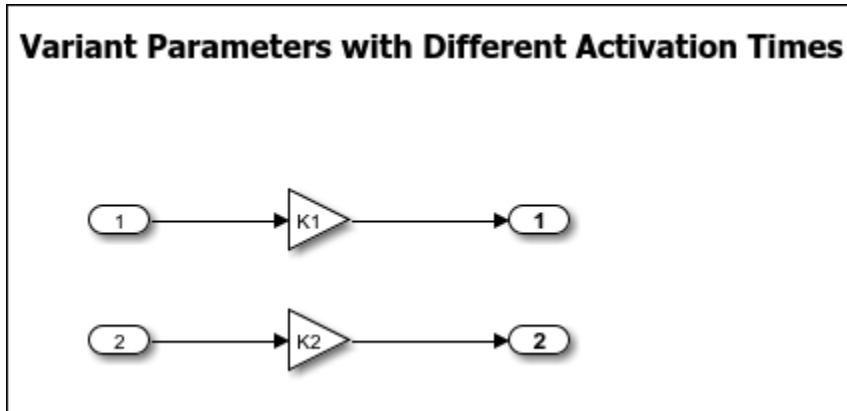 Variant Parameters with Different Activation Times
1 K1 1
2 K2 2